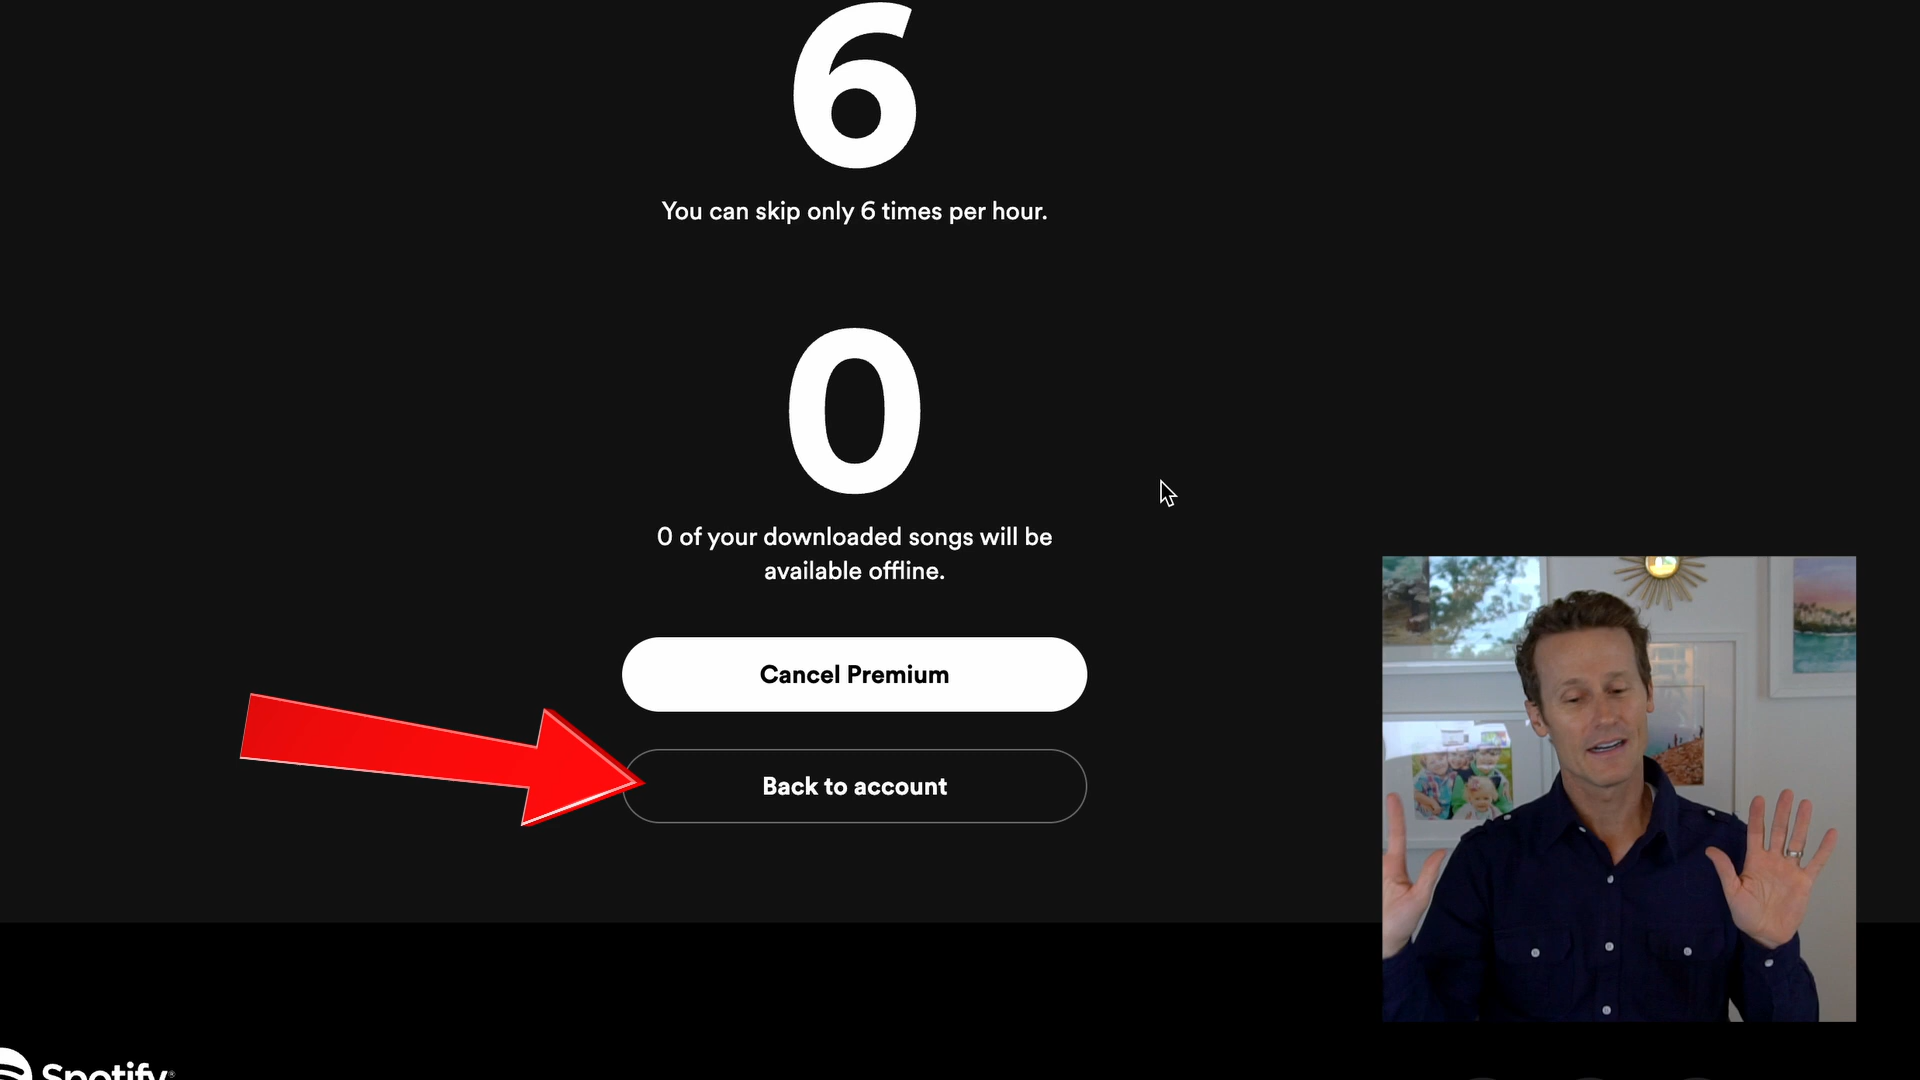 6
You can skip only 6 times per hour.
0
0 of your downloaded songs will be
available offline.
Cancel Premium
Back to account
Spotify®